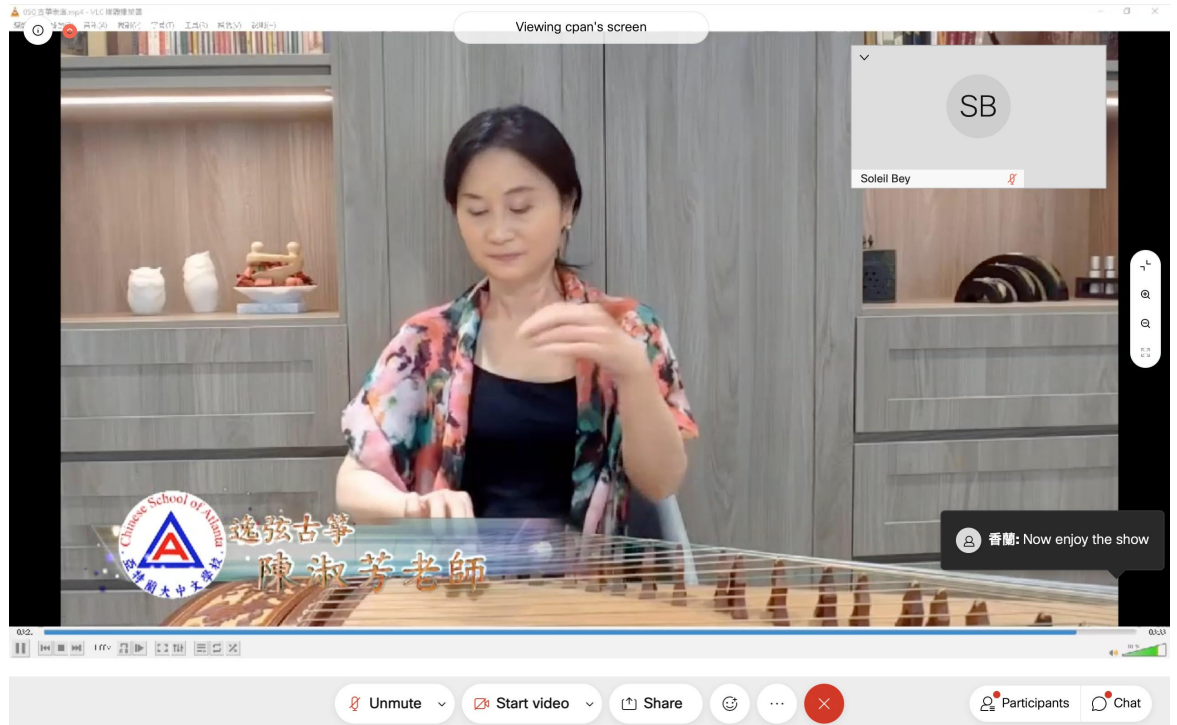 Viewing cpan's screen
SB
Soleil Bey
Chinese School of Atlanta
亞特蘭大中文學校
逸弦古箏
陳淑芳老師
香蘭: Now enjoy the show
Unmute
Start video
Share
Participants
Chat